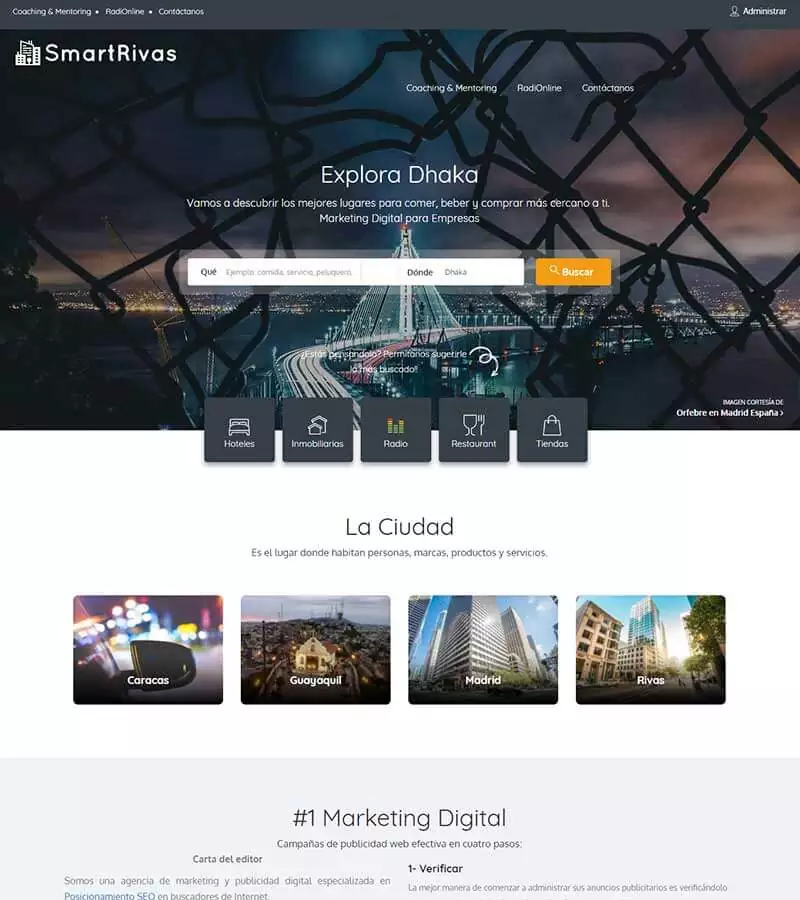 Coaching & Mentoring • RadiOnline • Contáctanos
Administrar
SmartRivas
Coaching & Mentoring RadiOnline Contáctanos
Explora Dhaka
Vamos a descubrir los mejores lugares para comer, beber y comprar más cercano a ti.
Marketing Digital para Empresas
Qué Ejemplo: comida, servicio, peluquero, Dónde Dhaka Buscar
¿Estás pensándolo? Permítanos sugerirle
lo más buscado!!
IMAGEN CORTESÍA DE
Orfebre en Madrid España ›
Hoteles Inmobiliarias Radio Restaurant Tiendas
La Ciudad
Es el lugar donde habitan personas, marcas, productos y servicios.
Caracas Guayaquil Madrid Rivas
#1 Marketing Digital
Campañas de publicidad web efectiva en cuatro pasos:
Carta del editor
Somos una agencia de marketing y publicidad digital especializada en
Posicionamiento SEO en buscadores de Internet.
1- Verificar
La mejor manera de comenzar a administrar sus anuncios publicitarios es verificándolo